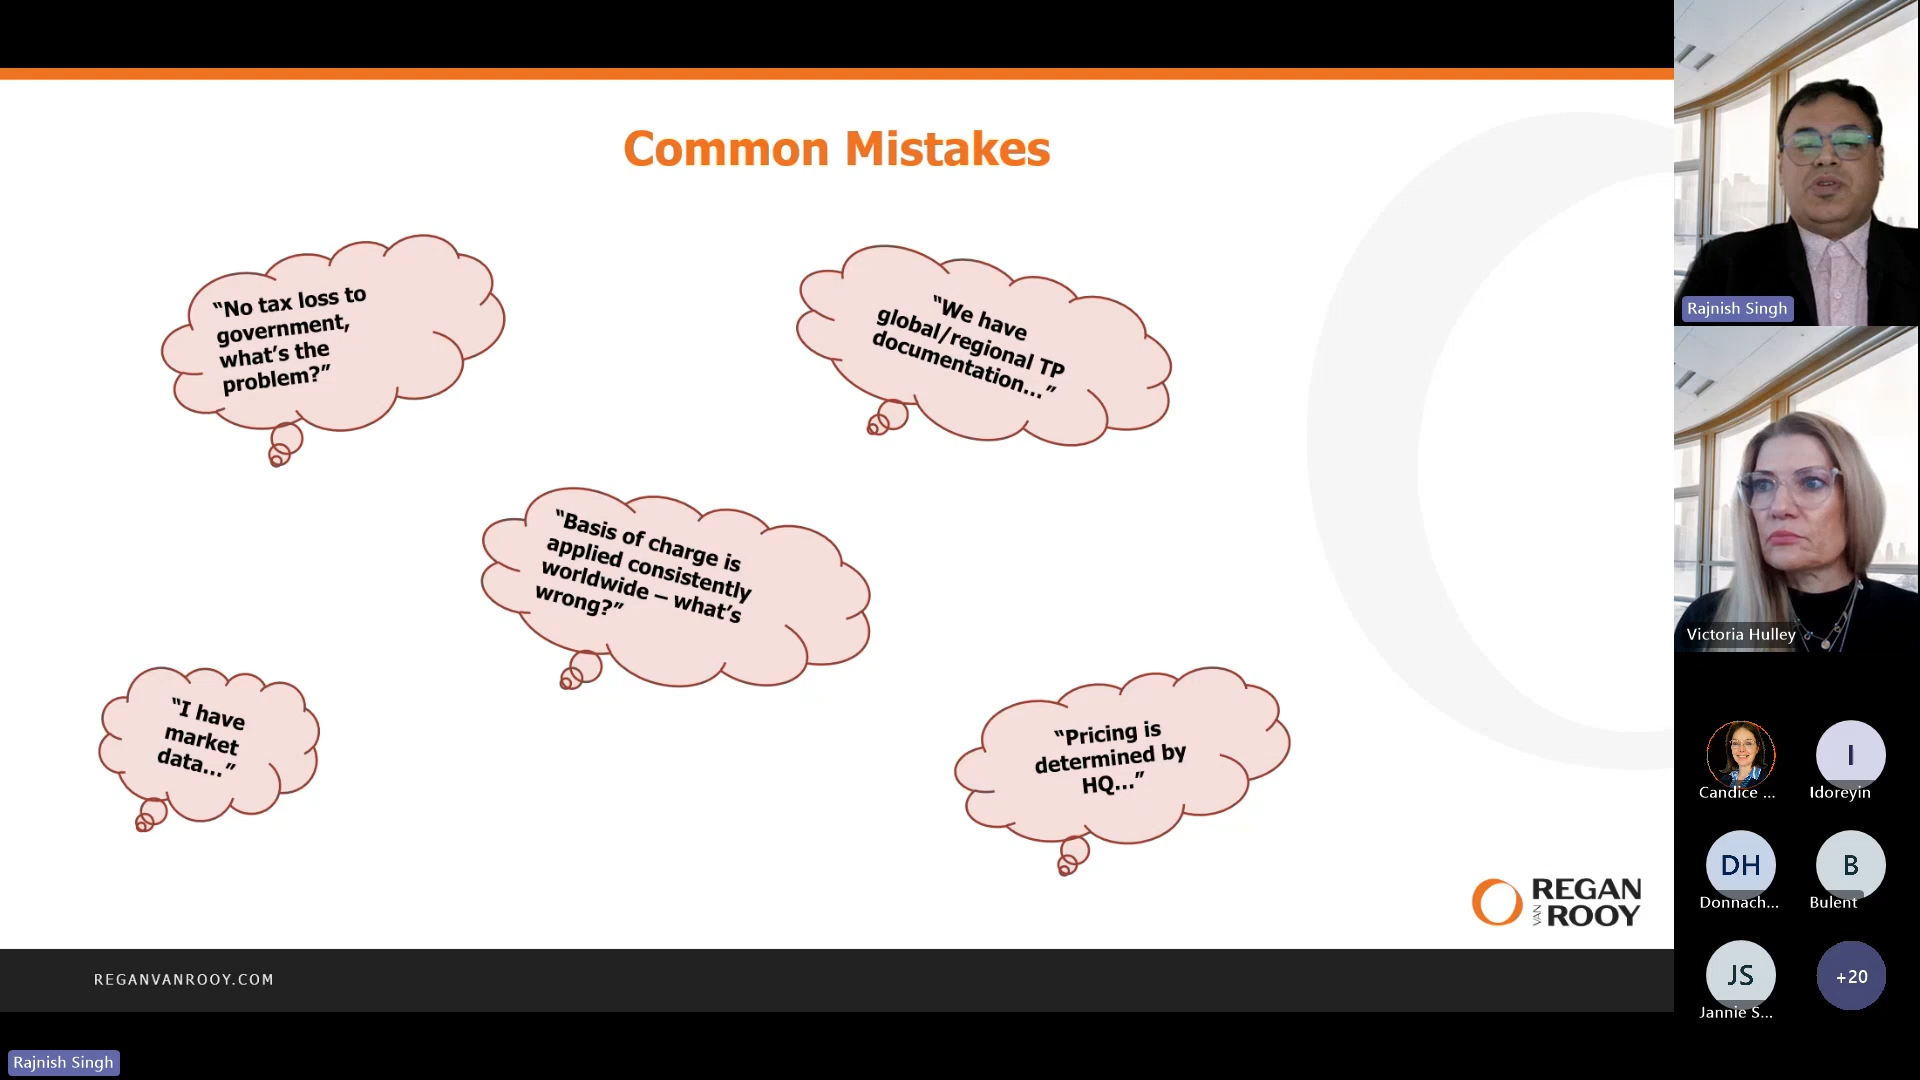 Common Mistakes
“No tax loss to
government,
what’s the
problem?”
“We have
global/regional TP
documentation...”
“Basis of charge is
applied consistently
worldwide – what’s
wrong?”
“I have
market
data...”
“Pricing is
determined by
HQ...”
REGAN
VAN
ROOY
REGANVANROOY.COM
Rajnish Singh
Rajnish Singh
Victoria Hulley
Candice ...
I
Idoreyin
DH
Donnach...
B
Bulent
JS
Jannie S...
+20